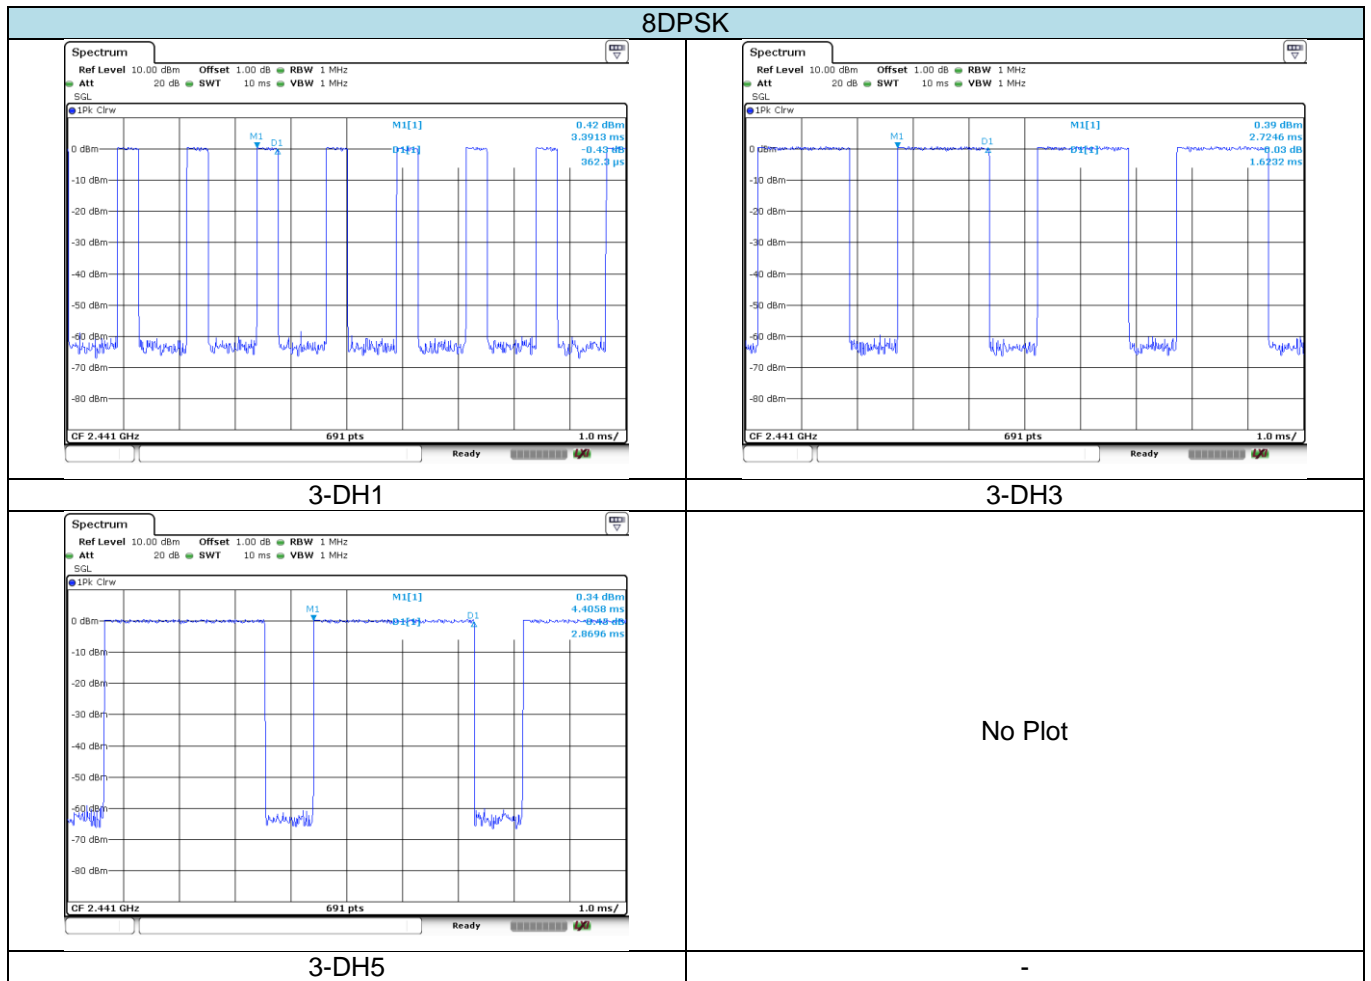 8DPSK
Spectrum
Ref Level 10.00 dBm Offset 1.00 dB RBW 1 MHz
Att 20 dB SWT 10 ms VBW 1 MHz
SGL
1Pk Clrw
M1[1] 0.42 dBm
3.3913 ms
D1[1] -0.43 dB
362.3 µs
M1
D1
0 dBm
-10 dBm
-20 dBm
-30 dBm
-40 dBm
-50 dBm
-60 dBm
-70 dBm
-80 dBm
CF 2.441 GHz 691 pts 1.0 ms/
Ready
3-DH1
Spectrum
Ref Level 10.00 dBm Offset 1.00 dB RBW 1 MHz
Att 20 dB SWT 10 ms VBW 1 MHz
SGL
1Pk Clrw
M1[1] 0.39 dBm
2.7246 ms
D1[1] 0.03 dB
1.6232 ms
M1
D1
0 dBm
-10 dBm
-20 dBm
-30 dBm
-40 dBm
-50 dBm
-60 dBm
-70 dBm
-80 dBm
CF 2.441 GHz 691 pts 1.0 ms/
Ready
3-DH3
Spectrum
Ref Level 10.00 dBm Offset 1.00 dB RBW 1 MHz
Att 20 dB SWT 10 ms VBW 1 MHz
SGL
1Pk Clrw
M1[1] 0.34 dBm
4.4058 ms
D1[1] -0.48 dB
2.8696 ms
M1
D1
0 dBm
-10 dBm
-20 dBm
-30 dBm
-40 dBm
-50 dBm
-60 dBm
-70 dBm
-80 dBm
CF 2.441 GHz 691 pts 1.0 ms/
Ready
3-DH5
No Plot
-